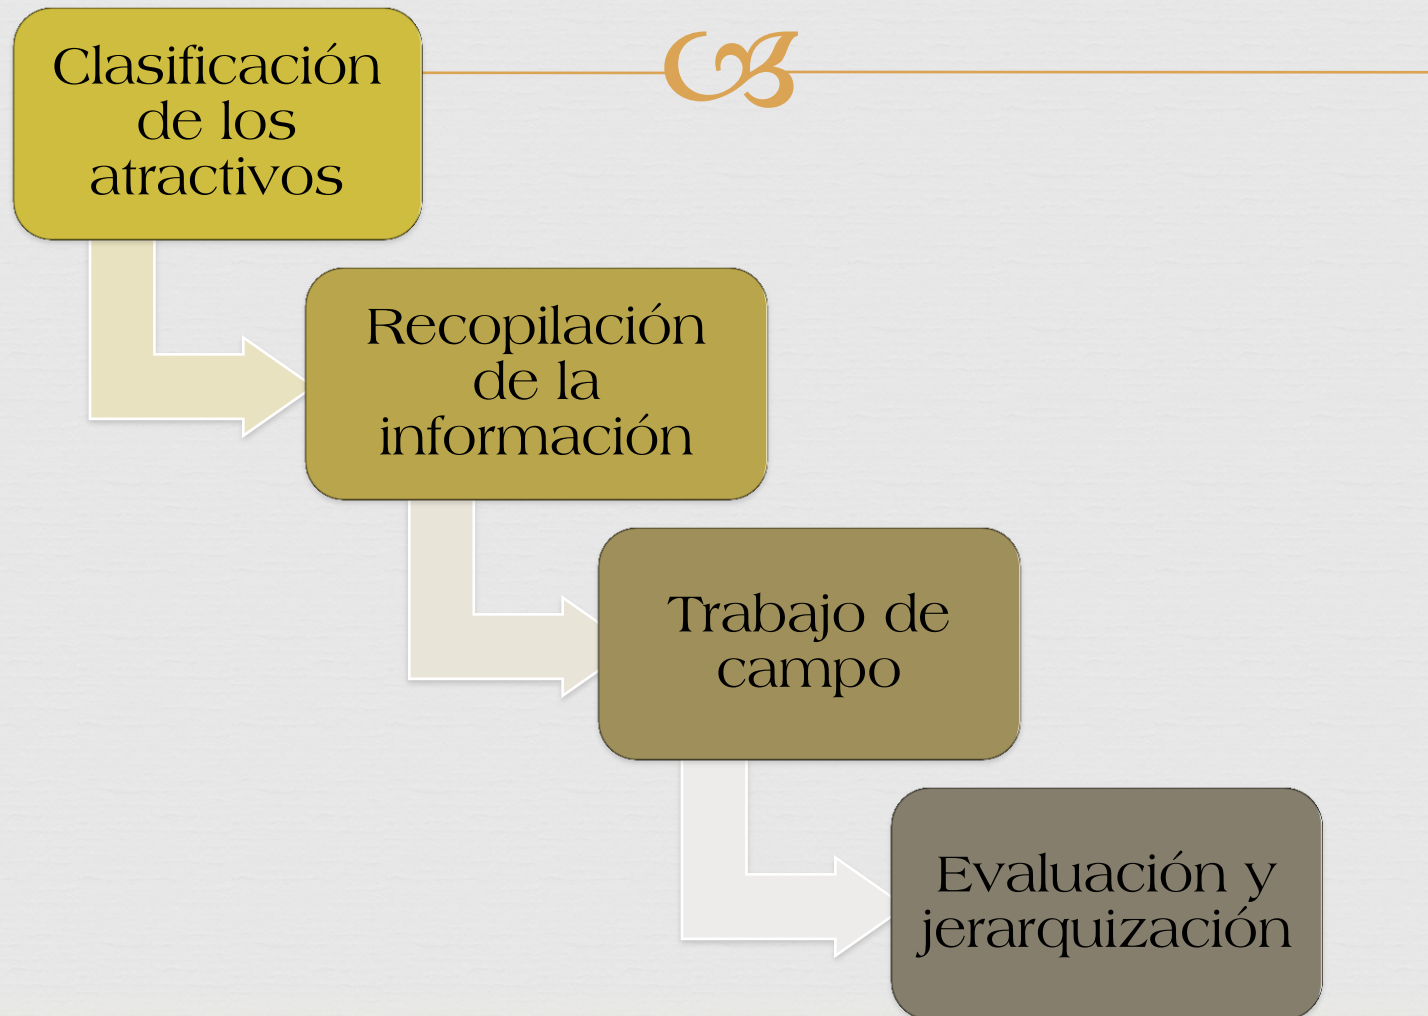 Clasificación
de los
atractivos
Recopilación
de la
información
Trabajo de
campo
Evaluación y
jerarquización